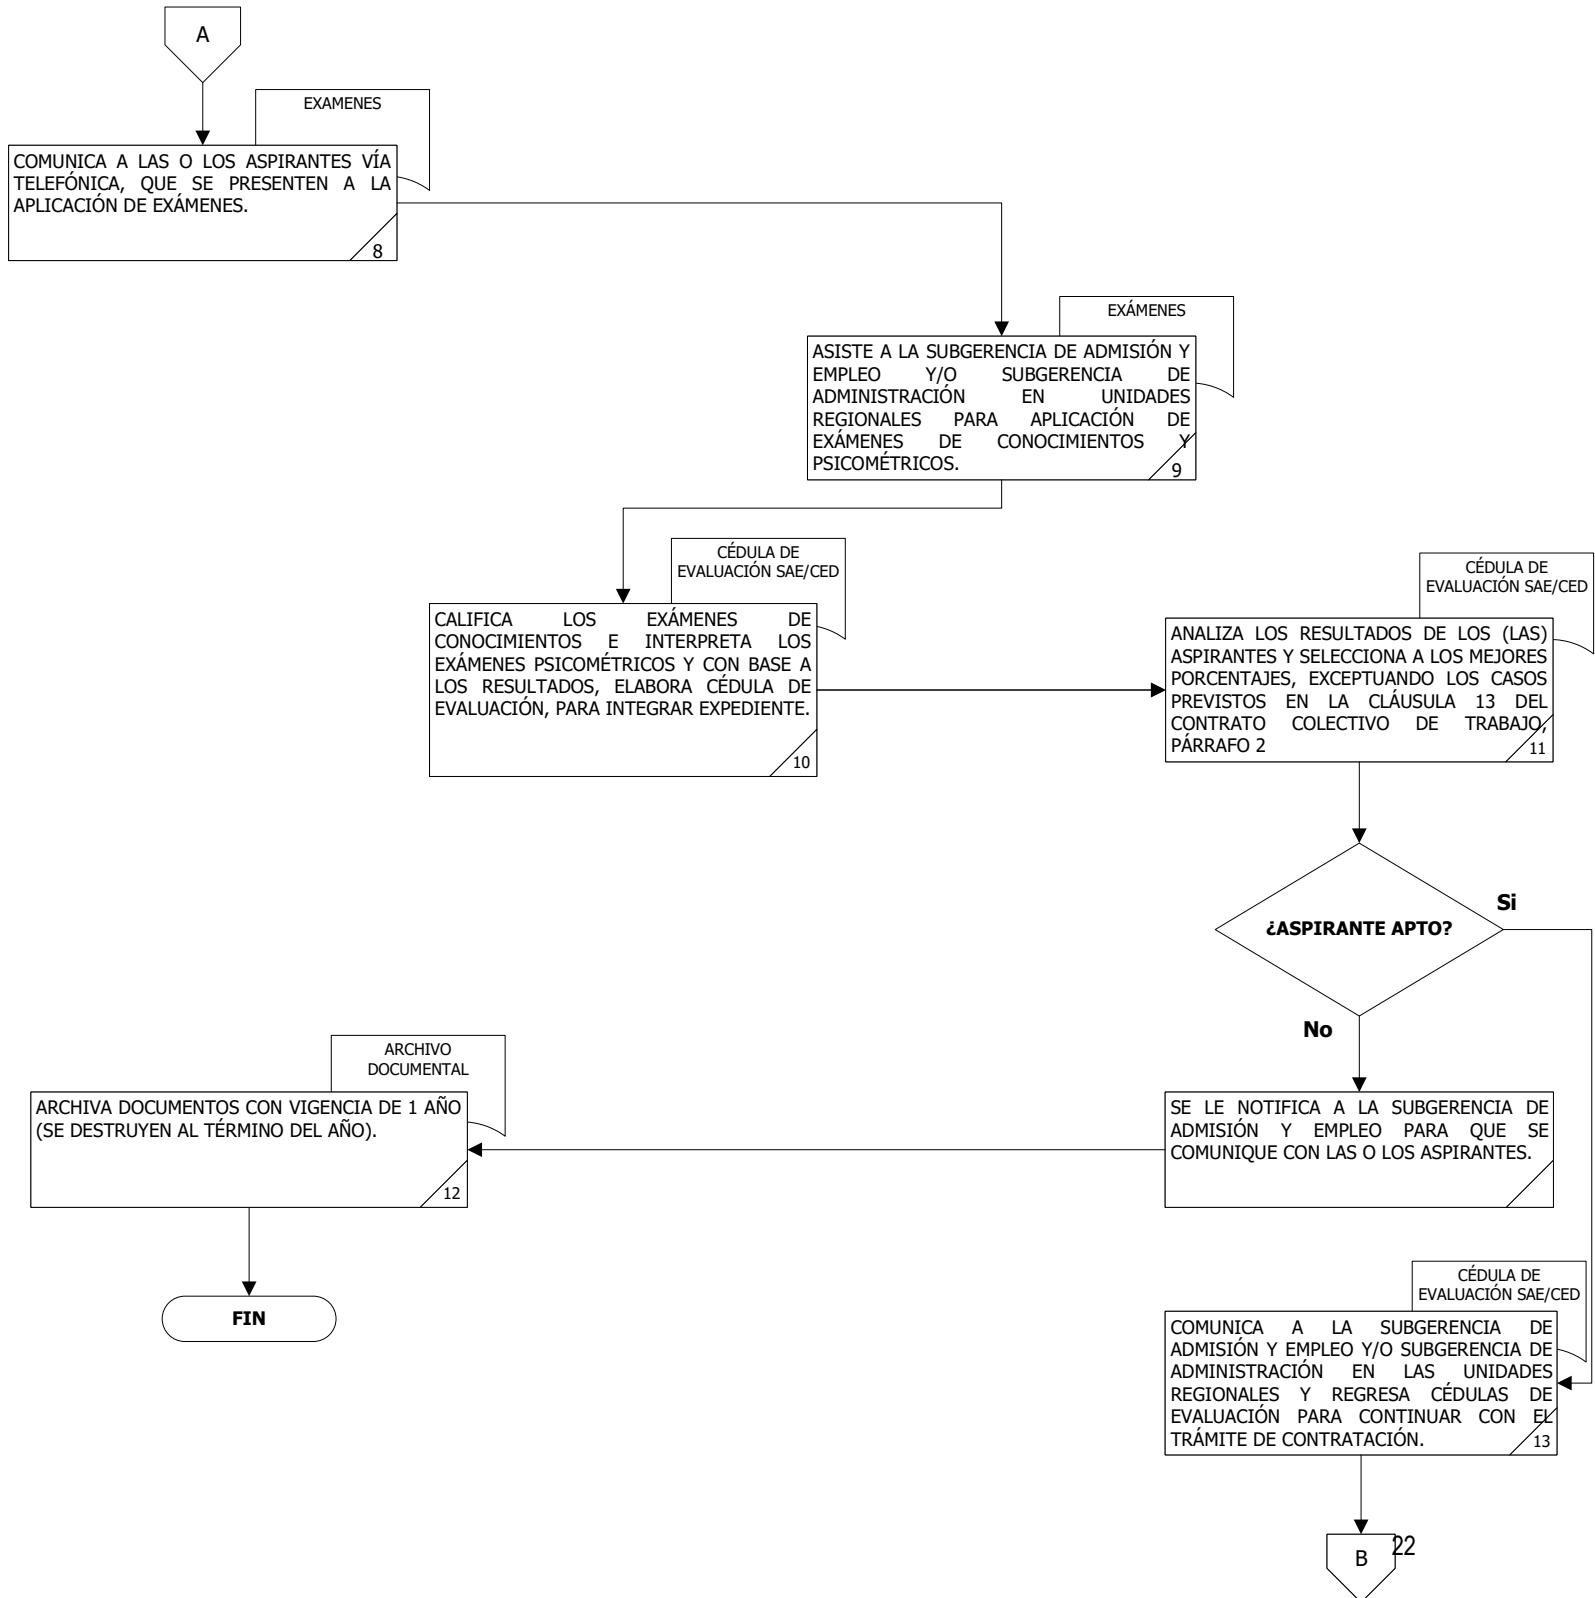 A
EXAMENES
COMUNICA A LAS O LOS ASPIRANTES VÍA
TELEFÓNICA, QUE SE PRESENTEN A LA
APLICACIÓN DE EXÁMENES.
8
EXÁMENES
ASISTE A LA SUBGERENCIA DE ADMISIÓN Y
EMPLEO Y/O SUBGERENCIA DE
ADMINISTRACIÓN EN UNIDADES
REGIONALES PARA APLICACIÓN DE
EXÁMENES DE CONOCIMIENTOS Y
PSICOMÉTRICOS.
9
CÉDULA DE
EVALUACIÓN SAE/CED
CALIFICA LOS EXÁMENES DE
CONOCIMIENTOS E INTERPRETA LOS
EXÁMENES PSICOMÉTRICOS Y CON BASE A
LOS RESULTADOS, ELABORA CÉDULA DE
EVALUACIÓN, PARA INTEGRAR EXPEDIENTE.
10
CÉDULA DE
EVALUACIÓN SAE/CED
ANALIZA LOS RESULTADOS DE LOS (LAS)
ASPIRANTES Y SELECCIONA A LOS MEJORES
PORCENTAJES, EXCEPTUANDO LOS CASOS
PREVISTOS EN LA CLÁUSULA 13 DEL
CONTRATO COLECTIVO DE TRABAJO,
PÁRRAFO 2
11
¿ASPIRANTE APTO?
Si
No
SE LE NOTIFICA A LA SUBGERENCIA DE
ADMISIÓN Y EMPLEO PARA QUE SE
COMUNIQUE CON LAS O LOS ASPIRANTES.
ARCHIVO
DOCUMENTAL
ARCHIVA DOCUMENTOS CON VIGENCIA DE 1 AÑO
(SE DESTRUYEN AL TÉRMINO DEL AÑO).
12
FIN
CÉDULA DE
EVALUACIÓN SAE/CED
COMUNICA A LA SUBGERENCIA DE
ADMISIÓN Y EMPLEO Y/O SUBGERENCIA DE
ADMINISTRACIÓN EN LAS UNIDADES
REGIONALES Y REGRESA CÉDULAS DE
EVALUACIÓN PARA CONTINUAR CON EL
TRÁMITE DE CONTRATACIÓN.
13
B
22